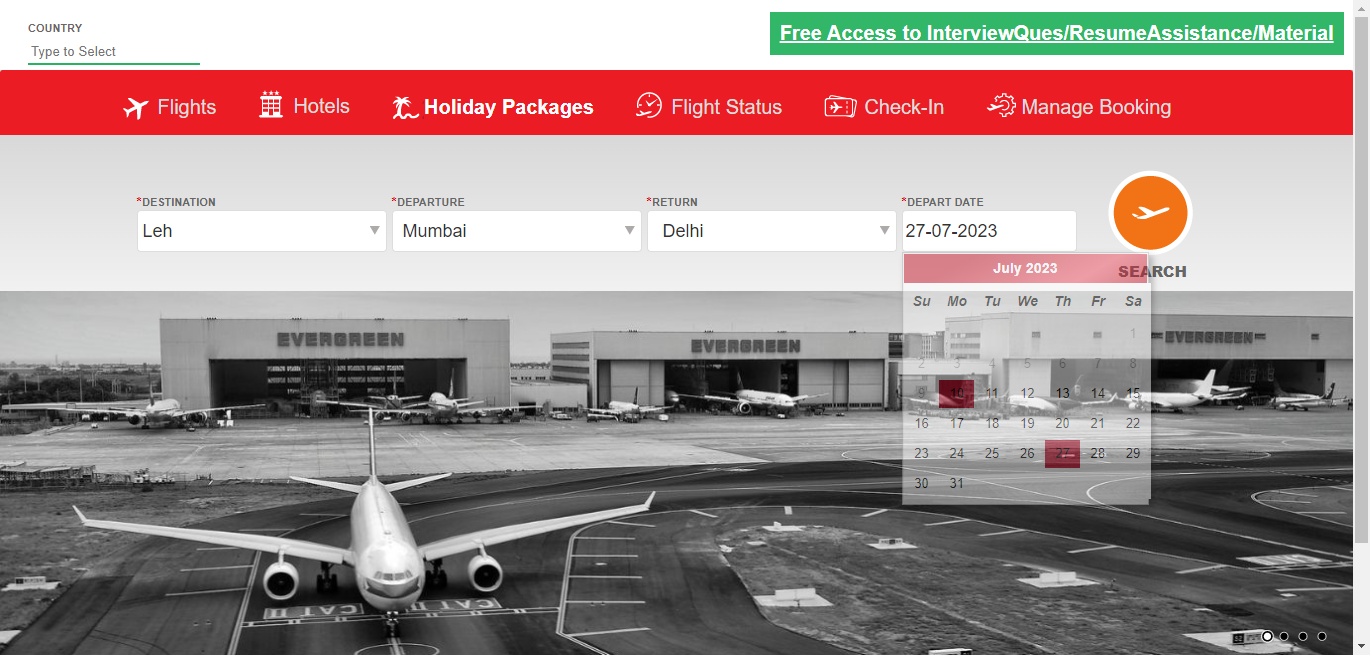 COUNTRY
Type to Select
Free Access to InterviewQues/ResumeAssistance/Material
Flights
Hotels
Holiday Packages
Flight Status
Check-In
Manage Booking
*DESTINATION
*DEPARTURE
*RETURN
*DEPART DATE
Leh
Mumbai
Delhi
27-07-2023
SEARCH
July 2023
Su Mo Tu We Th Fr Sa
1
2 3 4 5 6 7 8
9 10 11 12 13 14 15
16 17 18 19 20 21 22
23 24 25 26 27 28 29
30 31
EVERGREEN
EVERGREEN
EVERGREEN
CAT II
CAT II